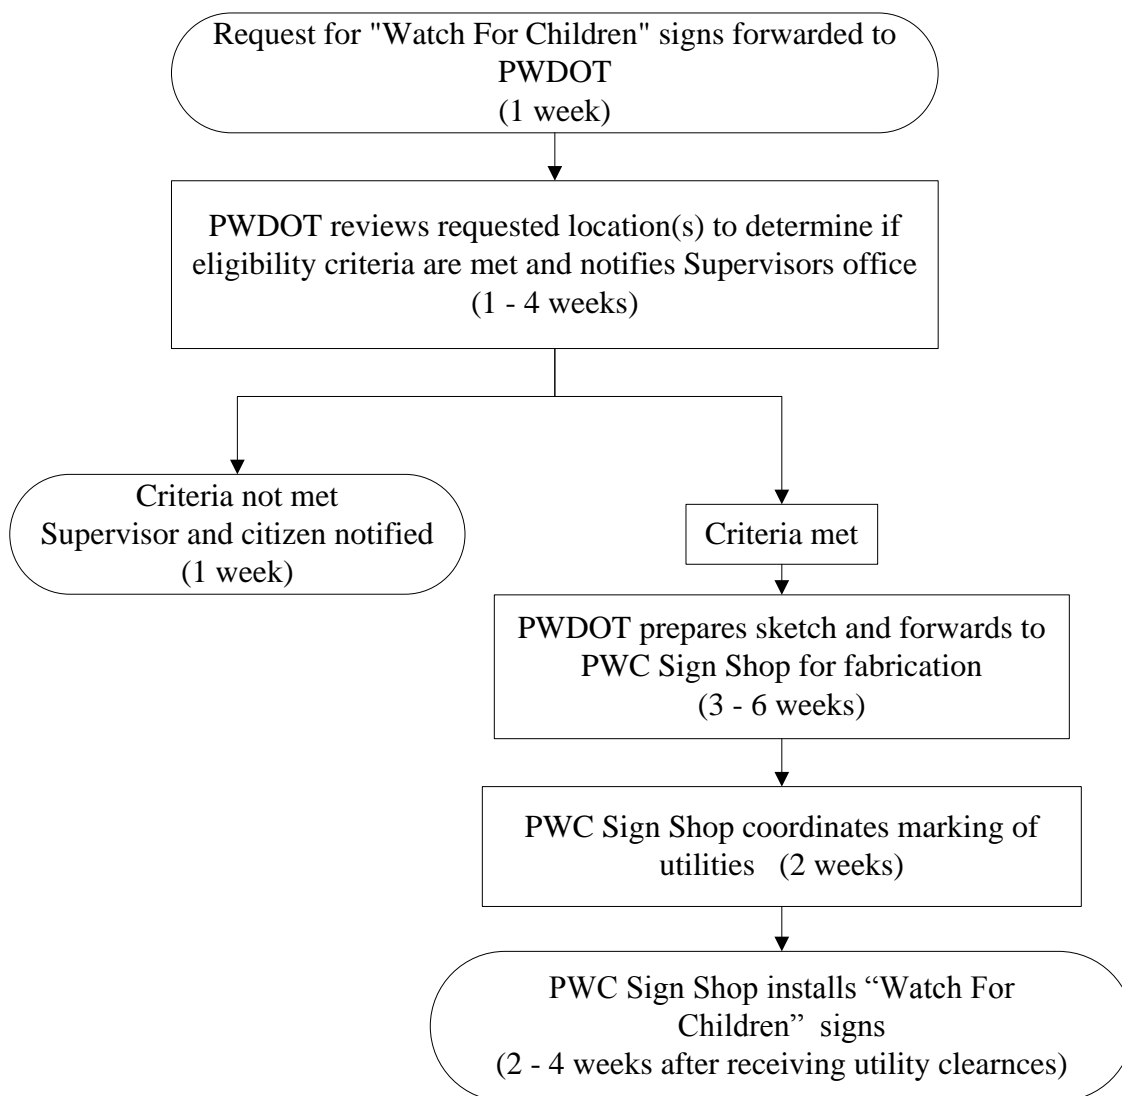 Request for "Watch For Children" signs forwarded to
PWDOT
(1 week)
PWDOT reviews requested location(s) to determine if
eligibility criteria are met and notifies Supervisors office
(1 - 4 weeks)
Criteria not met
Supervisor and citizen notified
(1 week)
Criteria met
PWDOT prepares sketch and forwards to
PWC Sign Shop for fabrication
(3 - 6 weeks)
PWC Sign Shop coordinates marking of
utilities (2 weeks)
PWC Sign Shop installs “Watch For
Children” signs
(2 - 4 weeks after receiving utility clearnces)